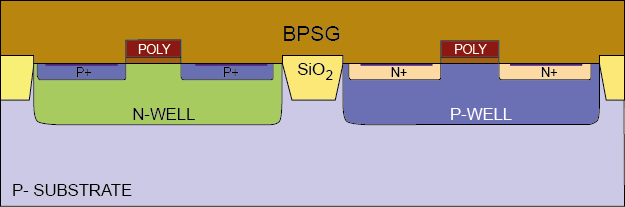 BPSG
POLY
POLY
P+
P+
SiO2
N+
N+
N-WELL
P-WELL
P- SUBSTRATE